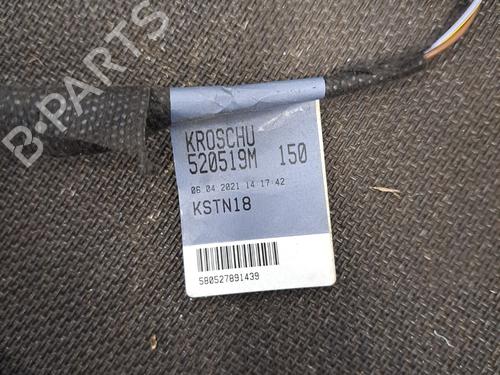 B-PARTS
KROSCHU
520519M 150
06 04 2021 14 17 42
KSTN18
580527891439